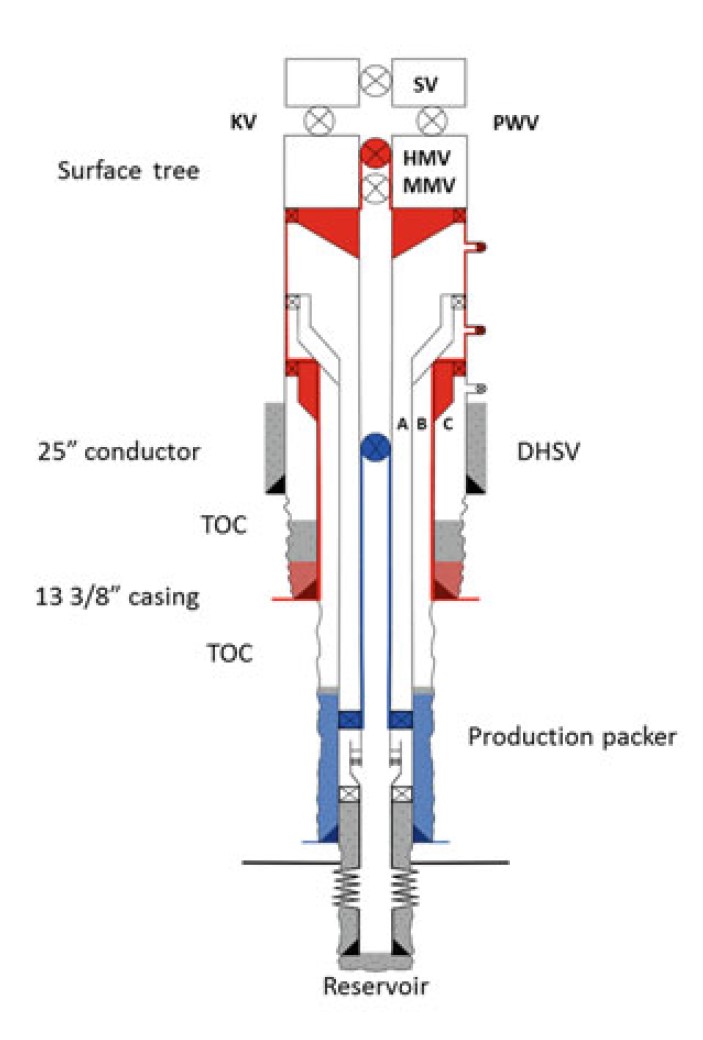 SV
KV
PWV
HMV
Surface tree
MMV
A B C
25″ conductor
DHSV
TOC
13 3/8″ casing
TOC
Production packer
Reservoir